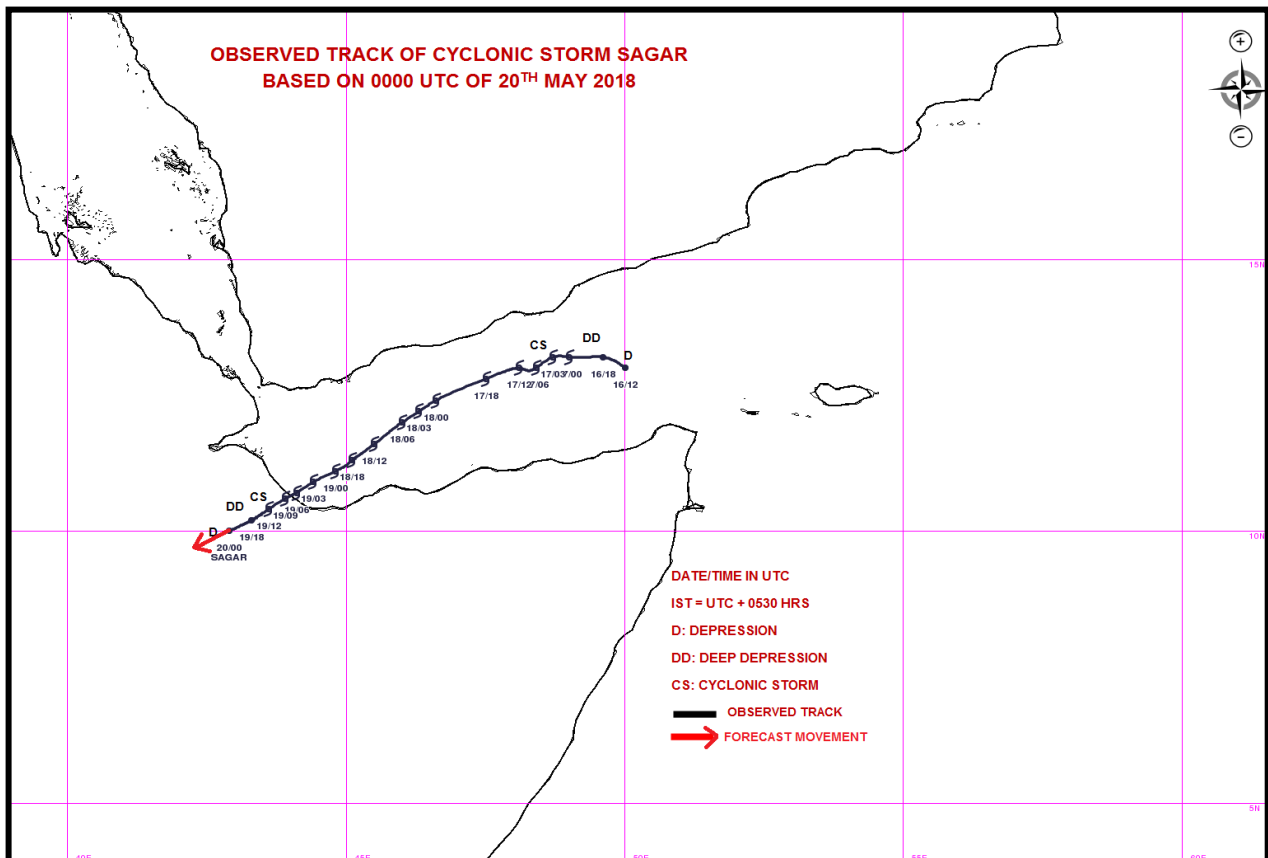 OBSERVED TRACK OF CYCLONIC STORM SAGAR
BASED ON 0000 UTC OF 20TH MAY 2018
+
−
15N
DD
CS
D
17/12
7/06
17/03
7/00
16/18
16/12
17/18
18/00
18/03
18/06
18/12
18/18
19/00
19/03
19/06
19/09
CS
DD
19/12
19/18
D
20/00
SAGAR
10N
DATE/TIME IN UTC
IST = UTC + 0530 HRS
D: DEPRESSION
DD: DEEP DEPRESSION
CS: CYCLONIC STORM
OBSERVED TRACK
FORECAST MOVEMENT
5N